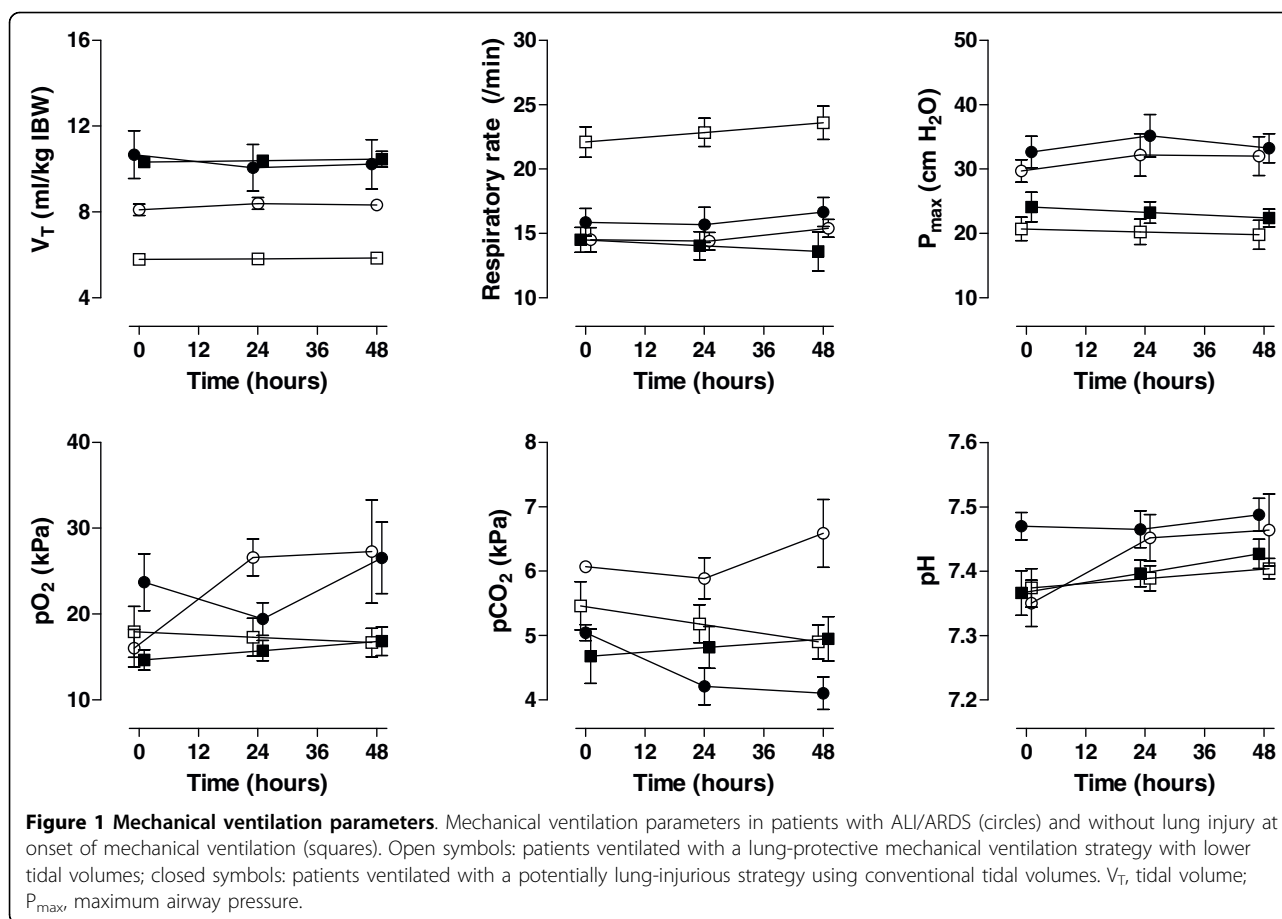 16
12
8
4
V_T (ml/kg IBW)
0 12 24 36 48
Time (hours)
30
25
20
15
10
Respiratory rate (/min)
0 12 24 36 48
Time (hours)
50
40
30
20
10
P_max (cm H₂O)
0 12 24 36 48
Time (hours)
40
30
20
10
pO₂ (kPa)
0 12 24 36 48
Time (hours)
8
7
6
5
4
pCO₂ (kPa)
0 12 24 36 48
Time (hours)
7.6
7.5
7.4
7.3
7.2
pH
0 12 24 36 48
Time (hours)
Figure 1 Mechanical ventilation parameters. Mechanical ventilation parameters in patients with ALI/ARDS (circles) and without lung injury at
onset of mechanical ventilation (squares). Open symbols: patients ventilated with a lung-protective mechanical ventilation strategy with lower
tidal volumes; closed symbols: patients ventilated with a potentially lung-injurious strategy using conventional tidal volumes. V_T, tidal volume;
P_max, maximum airway pressure.